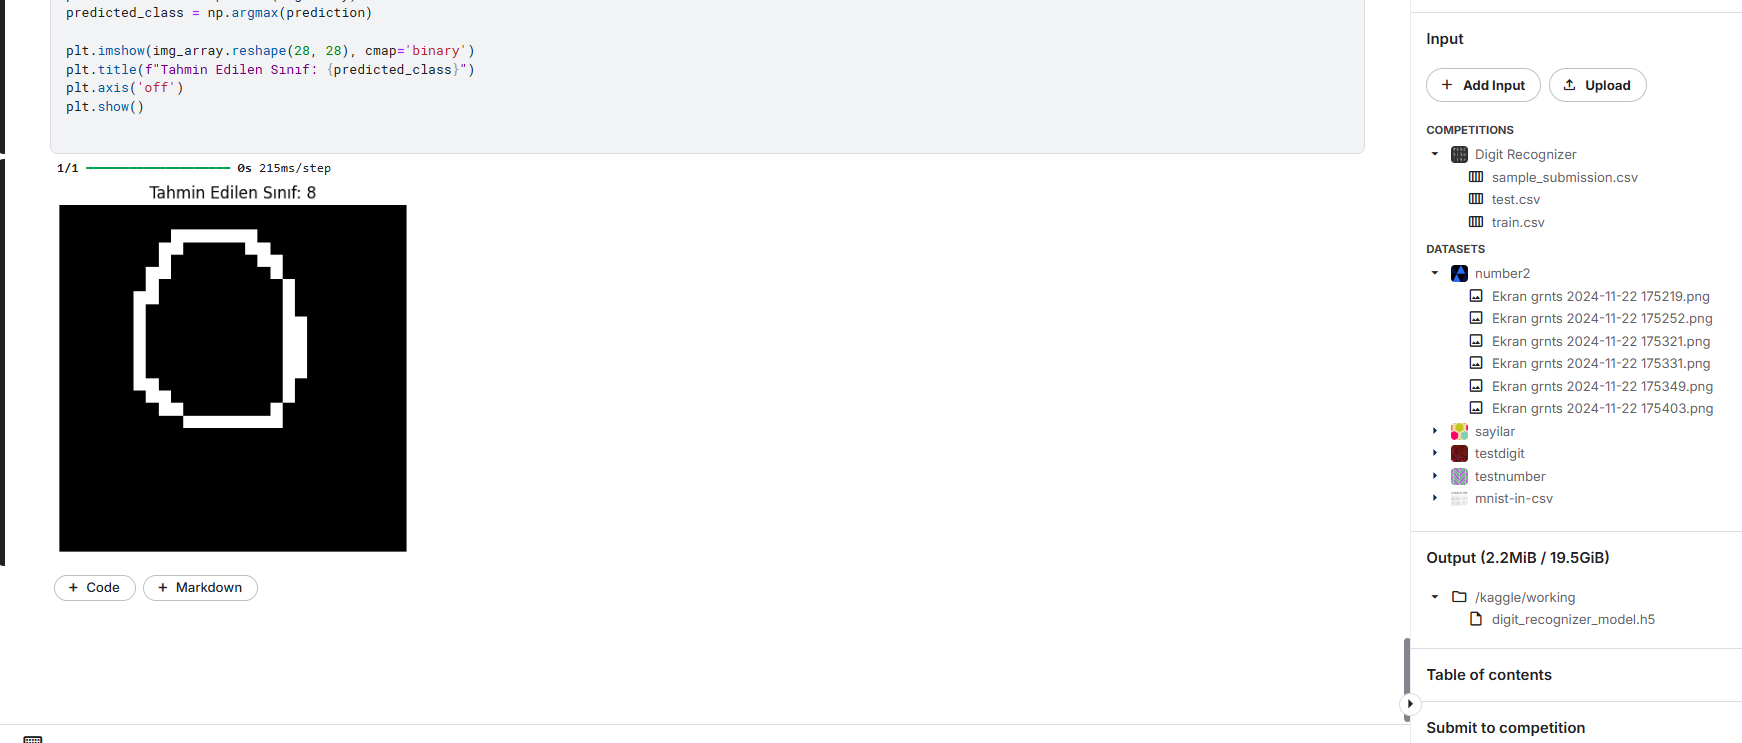 predicted_class = np.argmax(prediction)
plt.imshow(img_array.reshape(28, 28), cmap='binary')
plt.title(f"Tahmin Edilen Sınıf: {predicted_class}")
plt.axis('off')
plt.show()
1/1 0s 215ms/step
Tahmin Edilen Sınıf: 8
+ Code
+ Markdown
Input
+ Add Input
Upload
COMPETITIONS
Digit Recognizer
sample_submission.csv
test.csv
train.csv
DATASETS
number2
Ekran grnts 2024-11-22 175219.png
Ekran grnts 2024-11-22 175252.png
Ekran grnts 2024-11-22 175321.png
Ekran grnts 2024-11-22 175331.png
Ekran grnts 2024-11-22 175349.png
Ekran grnts 2024-11-22 175403.png
sayilar
testdigit
testnumber
mnist-in-csv
Output (2.2MiB / 19.5GiB)
/kaggle/working
digit_recognizer_model.h5
Table of contents
Submit to competition